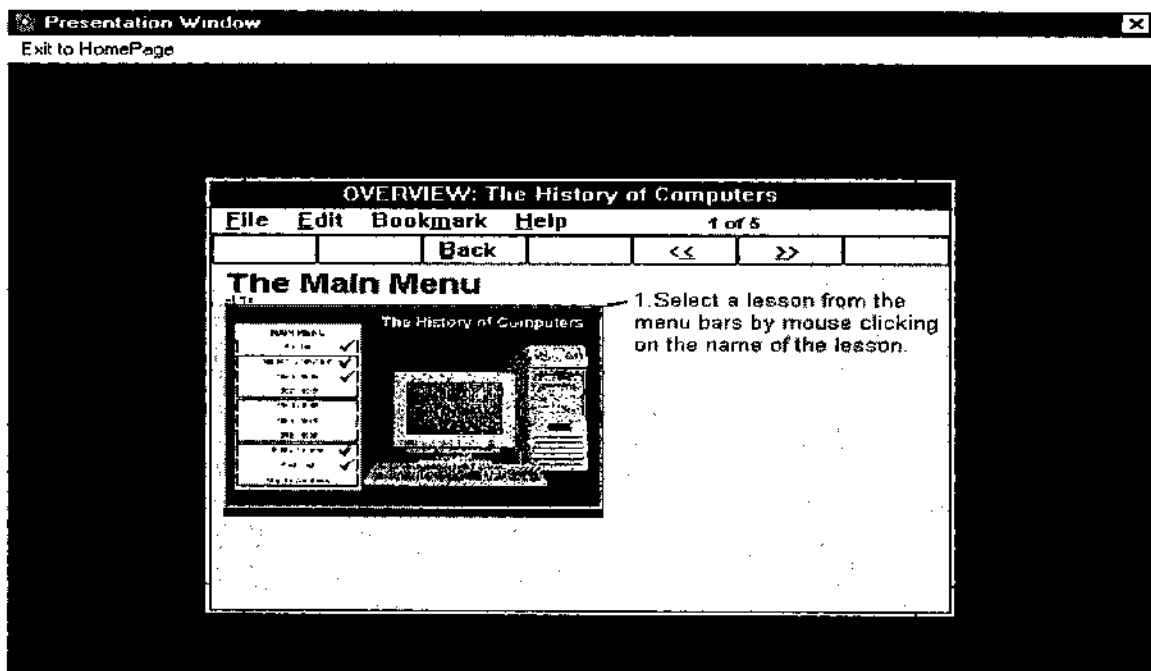 Presentation Window
Exit to HomePage
OVERVIEW: The History of Computers
File Edit Bookmark Help 1 of 5
Back << >>
The Main Menu
1.Select a lesson from the
menu bars by mouse clicking
on the name of the lesson.
The History of Computers
MAIN MENU